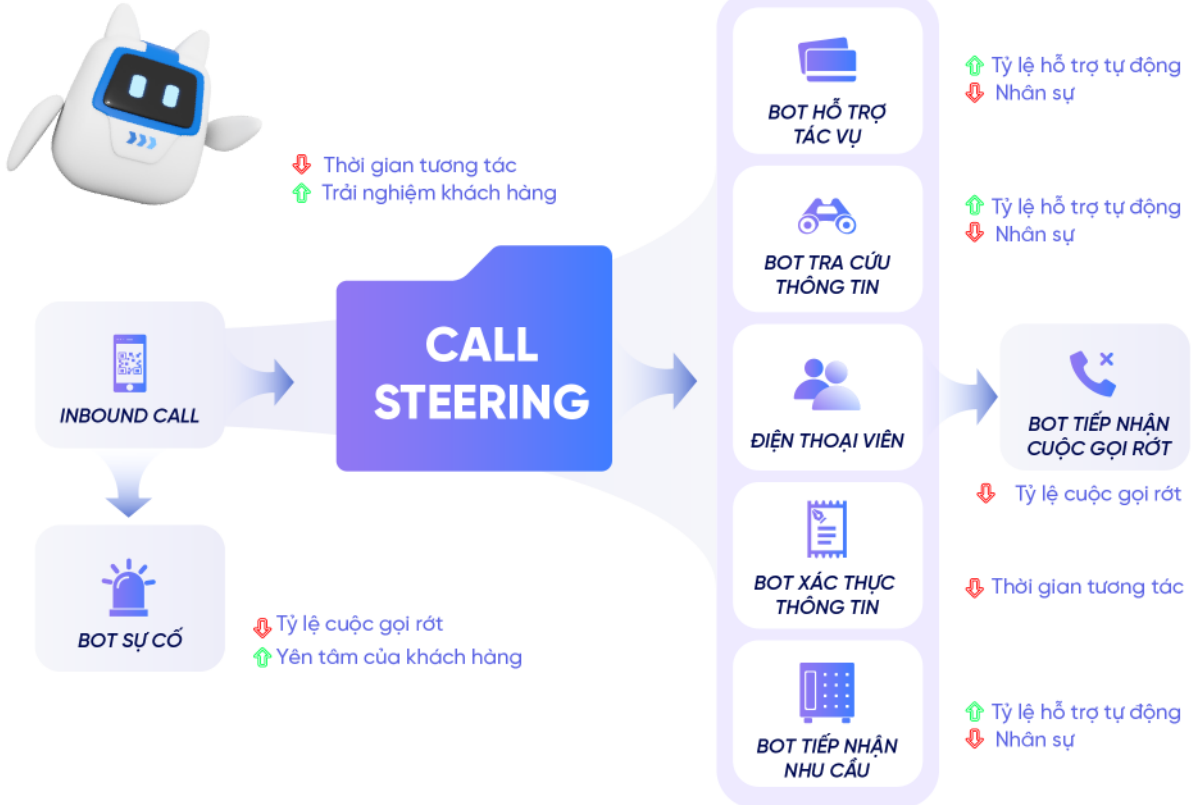 Thời gian tương tác
Trải nghiệm khách hàng
INBOUND CALL
BOT SỰ CỐ
Tỷ lệ cuộc gọi rớt
Yên tâm của khách hàng
CALL
STEERING
BOT HỖ TRỢ
TÁC VỤ
Tỷ lệ hỗ trợ tự động
Nhân sự
BOT TRA CỨU
THÔNG TIN
Tỷ lệ hỗ trợ tự động
Nhân sự
ĐIỆN THOẠI VIÊN
BOT TIẾP NHẬN
CUỘC GỌI RỚT
Tỷ lệ cuộc gọi rớt
BOT XÁC THỰC
THÔNG TIN
Thời gian tương tác
BOT TIẾP NHẬN
NHU CẦU
Tỷ lệ hỗ trợ tự động
Nhân sự